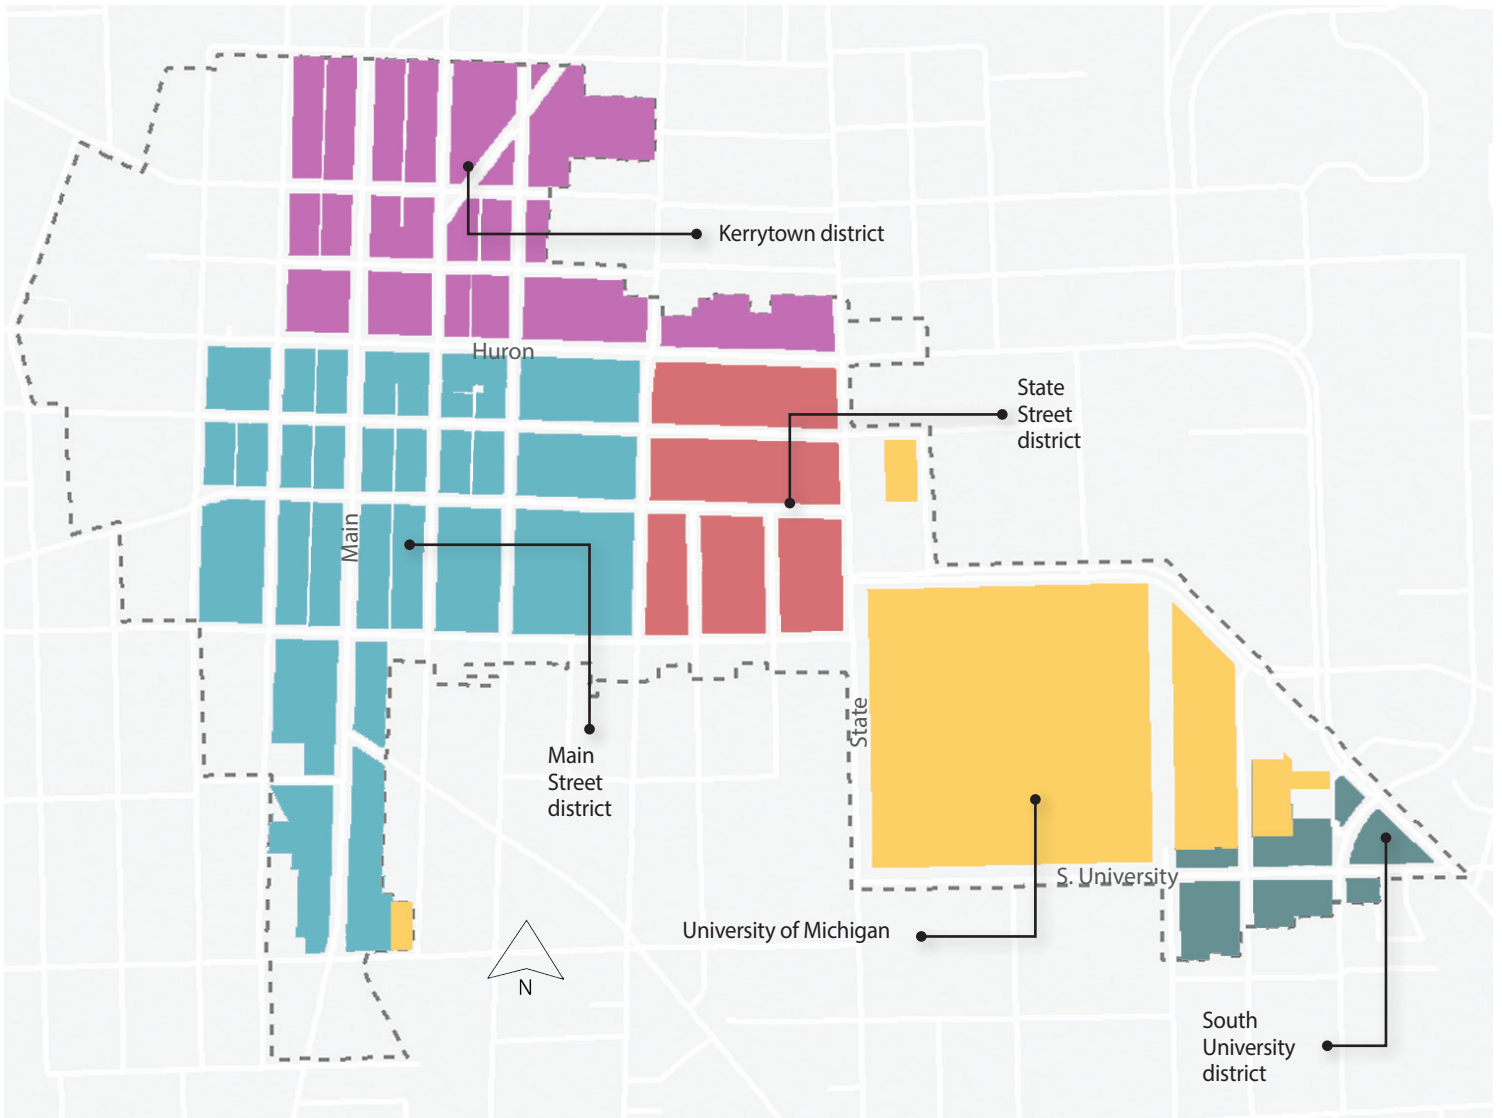 Kerrytown district
Huron
State
Street
district
Main
State
Main
Street
district
S. University
University of Michigan
N
South
University
district